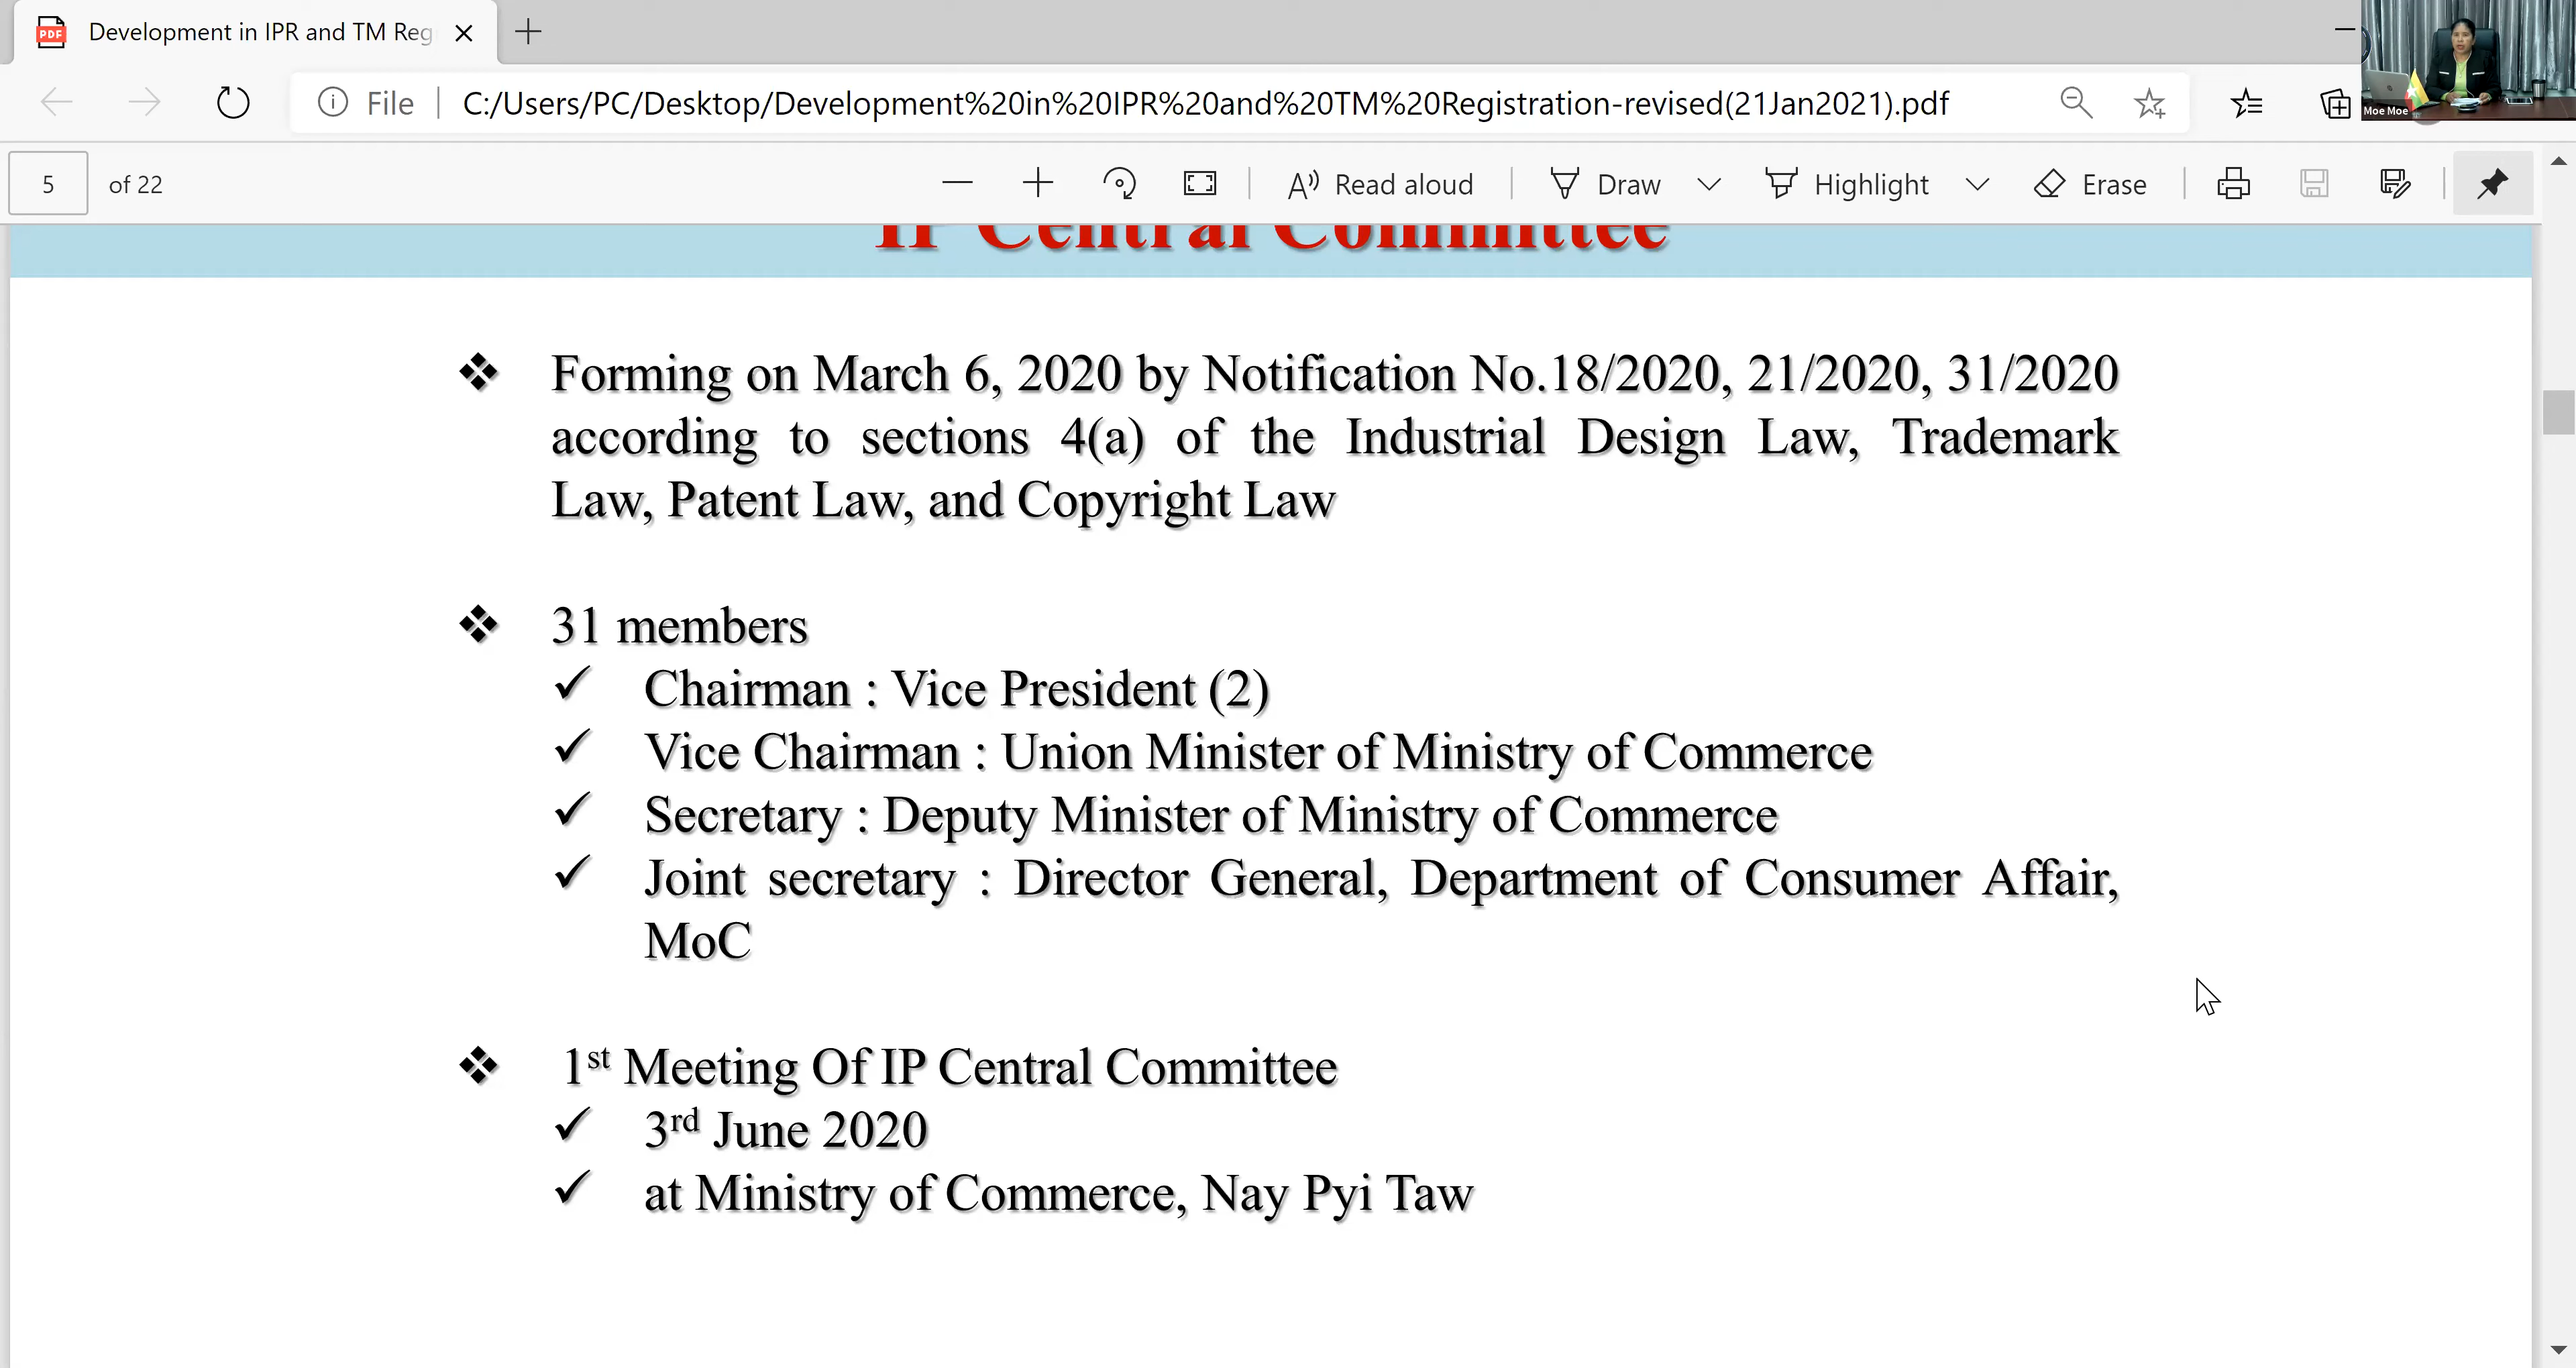 Development in IPR and TM Reg
File
C:/Users/PC/Desktop/Development%20in%20IPR%20and%20TM%20Registration-revised(21Jan2021).pdf
Moe Moe
5 of 22
Read aloud
Draw
Highlight
Erase
IP Central Committee
❖ Forming on March 6, 2020 by Notification No.18/2020, 21/2020, 31/2020
according to sections 4(a) of the Industrial Design Law, Trademark
Law, Patent Law, and Copyright Law
❖ 31 members
✓ Chairman : Vice President (2)
✓ Vice Chairman : Union Minister of Ministry of Commerce
✓ Secretary : Deputy Minister of Ministry of Commerce
✓ Joint secretary : Director General, Department of Consumer Affair,
MoC
❖ 1st Meeting Of IP Central Committee
✓ 3rd June 2020
✓ at Ministry of Commerce, Nay Pyi Taw